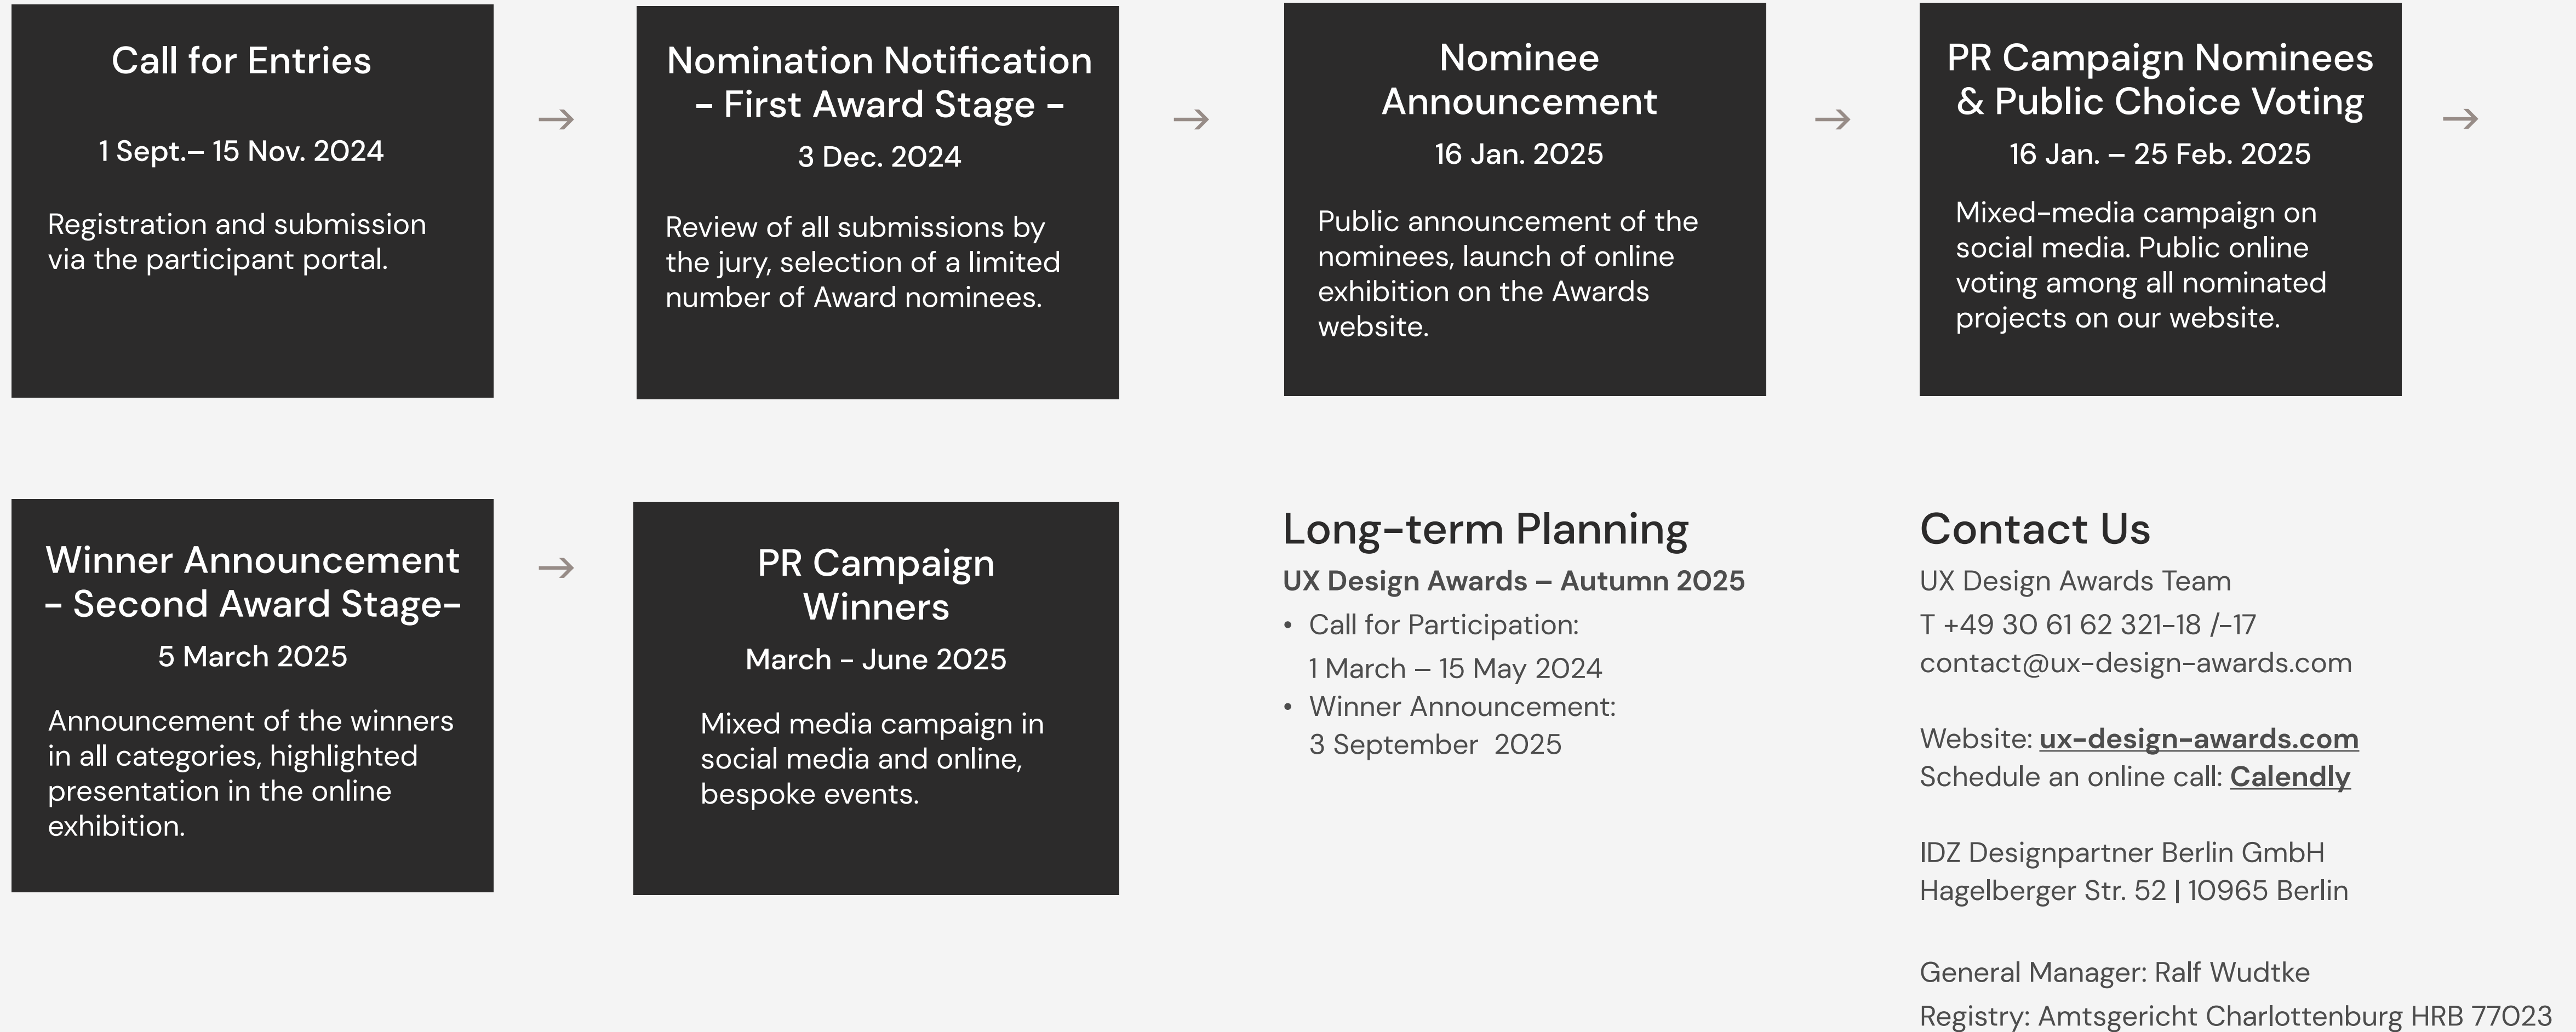 Call for Entries
1 Sept.– 15 Nov. 2024
Registration and submission
via the participant portal.
→
Nomination Notification
- First Award Stage -
3 Dec. 2024
Review of all submissions by
the jury, selection of a limited
number of Award nominees.
→
Nominee
Announcement
16 Jan. 2025
Public announcement of the
nominees, launch of online
exhibition on the Awards
website.
→
PR Campaign Nominees
& Public Choice Voting
16 Jan. – 25 Feb. 2025
Mixed-media campaign on
social media. Public online
voting among all nominated
projects on our website.
→
Winner Announcement
- Second Award Stage-
5 March 2025
Announcement of the winners
in all categories, highlighted
presentation in the online
exhibition.
→
PR Campaign
Winners
March - June 2025
Mixed media campaign in
social media and online,
bespoke events.
Long-term Planning
UX Design Awards – Autumn 2025
• Call for Participation:
1 March – 15 May 2024
• Winner Announcement:
3 September  2025
Contact Us
UX Design Awards Team
T +49 30 61 62 321-18 /-17
contact@ux-design-awards.com
Website: ux-design-awards.com
Schedule an online call: Calendly
IDZ Designpartner Berlin GmbH
Hagelberger Str. 52 | 10965 Berlin
General Manager: Ralf Wudtke
Registry: Amtsgericht Charlottenburg HRB 77023